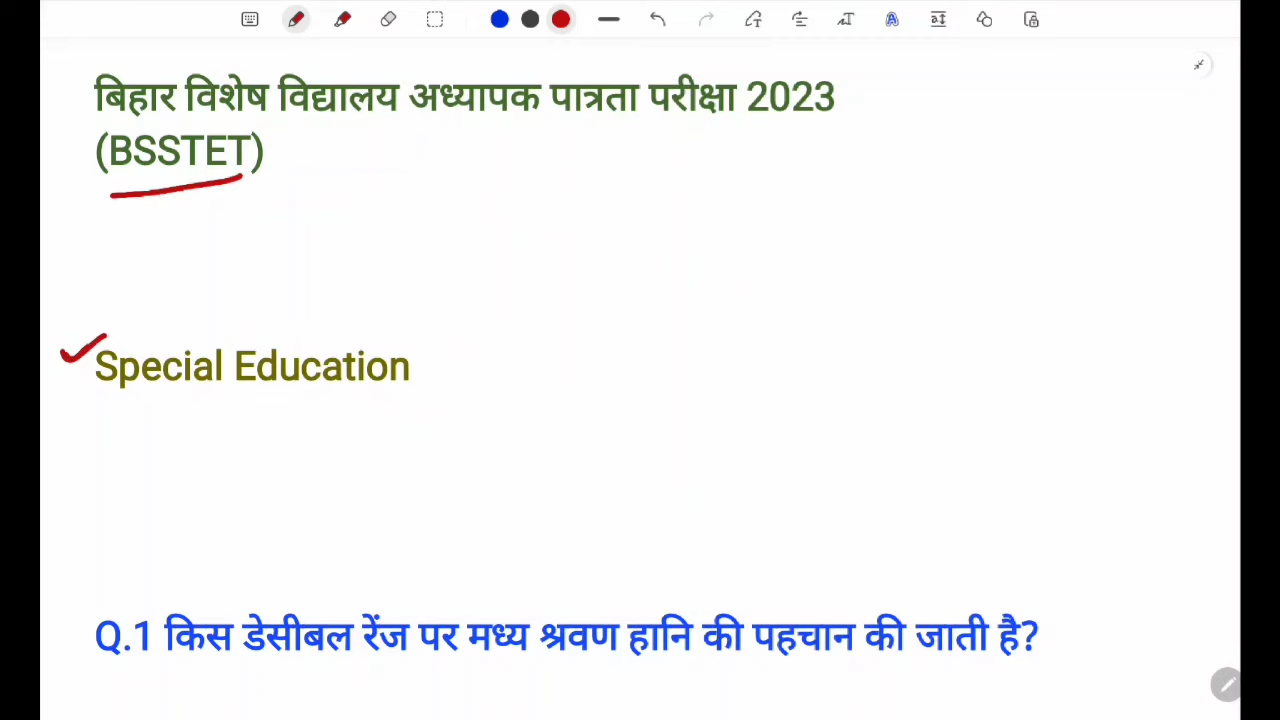 बिहार विशेष विद्यालय अध्यापक पात्रता परीक्षा 2023
(BSSTET)
Special Education
Q.1 किस डेसीबल रेंज पर मध्य श्रवण हानि की पहचान की जाती है?